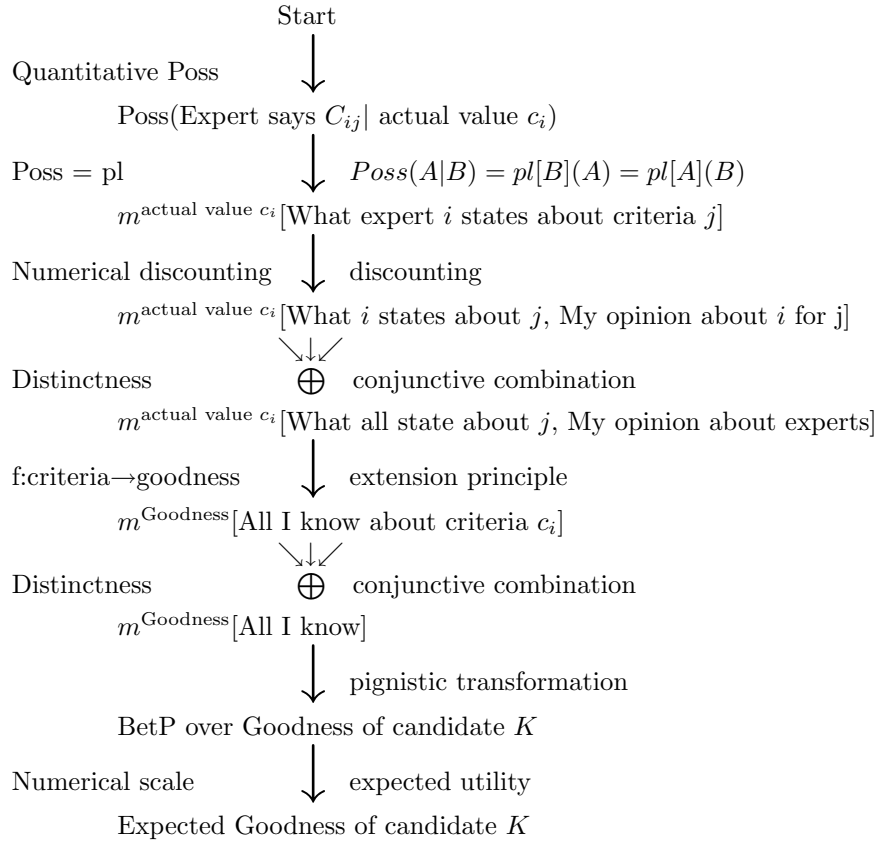 Start
Quantitative Poss
Poss(Expert says C_{ij}| actual value c_i)
Poss = pl Poss(A|B) = pl[B](A) = pl[A](B)
m^{actual value c_i}[What expert i states about criteria j]
Numerical discounting discounting
m^{actual value c_i}[What i states about j, My opinion about i for j]
Distinctness ⊕ conjunctive combination
m^{actual value c_i}[What all state about j, My opinion about experts]
f:criteria→goodness extension principle
m^{Goodness}[All I know about criteria c_i]
Distinctness ⊕ conjunctive combination
m^{Goodness}[All I know]
pignistic transformation
BetP over Goodness of candidate K
Numerical scale expected utility
Expected Goodness of candidate K